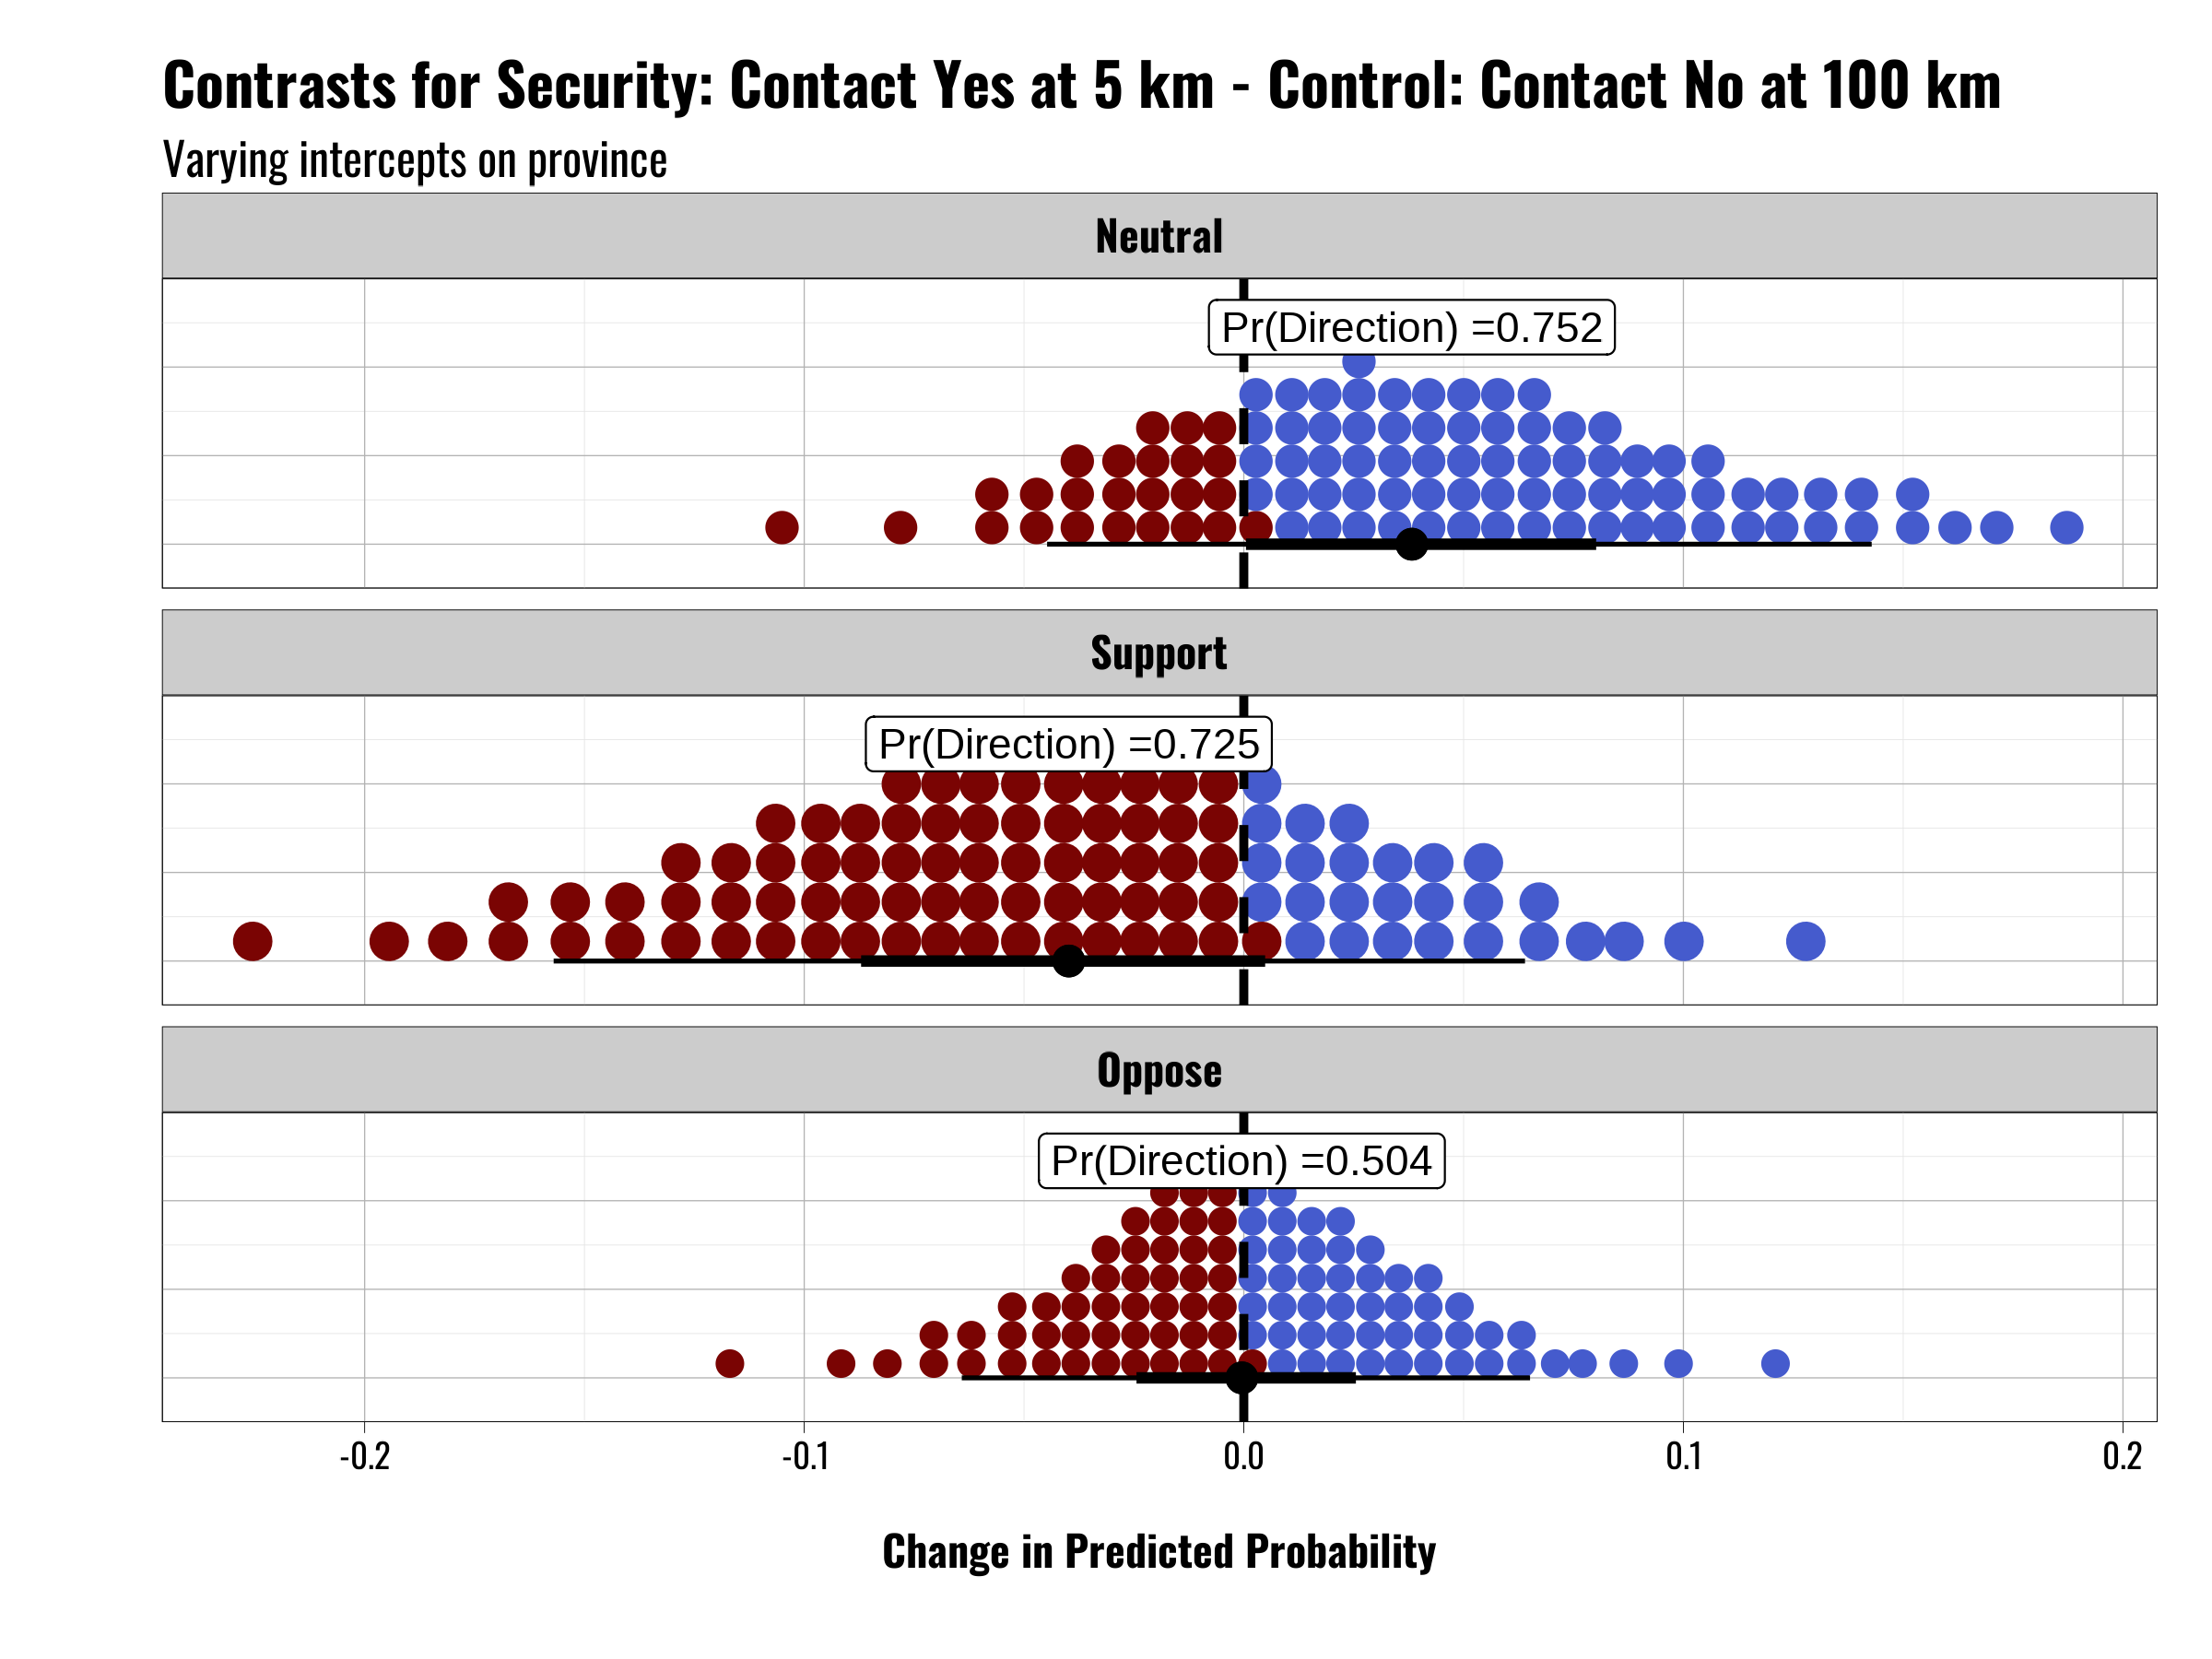 Contrasts for Security: Contact Yes at 5 km - Control: Contact No at 100 km
Varying intercepts on province
Neutral
Pr(Direction) =0.752
Support
Pr(Direction) =0.725
Oppose
Pr(Direction) =0.504
-0.2 -0.1 0.0 0.1 0.2
Change in Predicted Probability